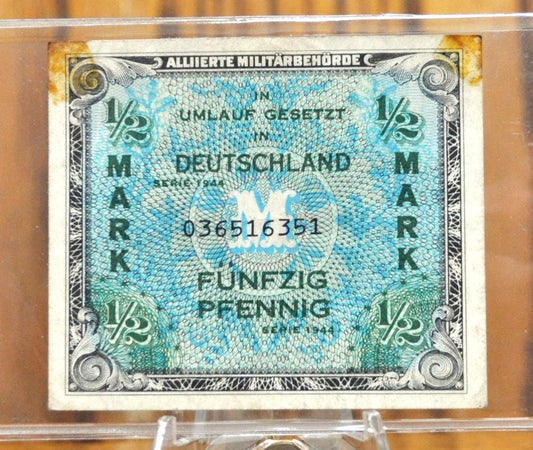 ALLIIERTE MILITÄRBEHÖRDE
1/2 1/2
IN
UMLAUF GESETZT
IN
DEUTSCHLAND
SERIE 1944
MARK MARK
M
036516351
FÜNFZIG
PFENNIG
SERIE 1944
1/2 1/2